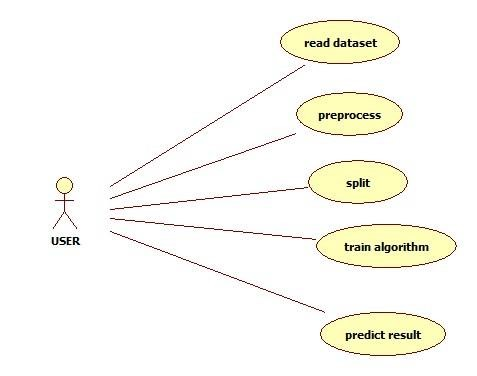 read dataset
preprocess
split
USER
train algorithm
predict result